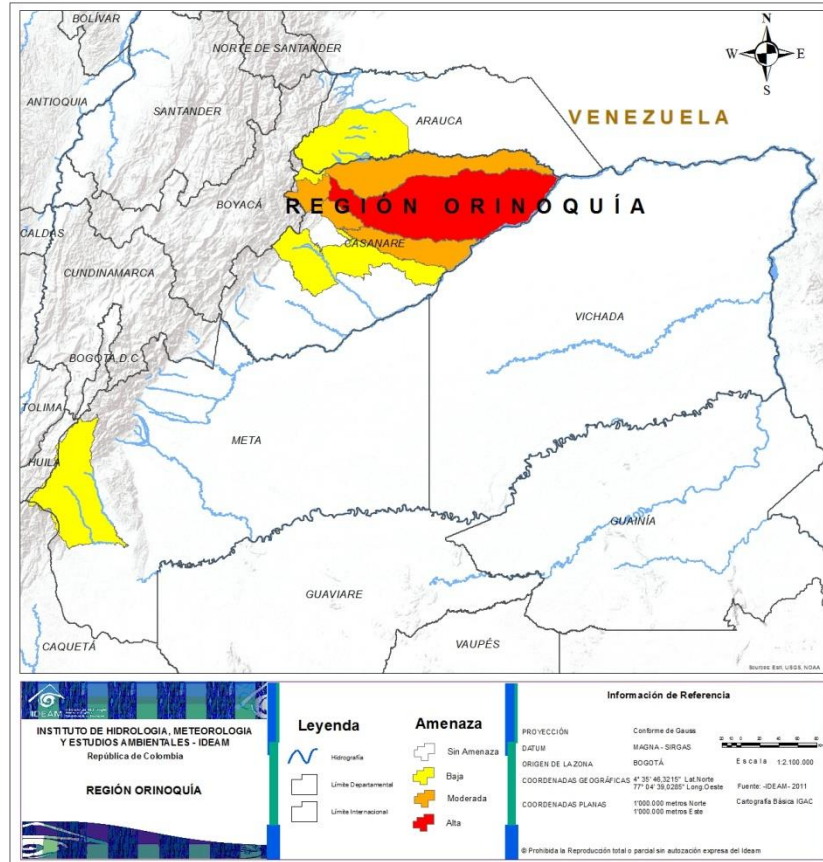 BOLÍVAR
N
NORTE DE SANTANDER
W
E
S
ANTIOQUIA
SANTANDER
ARAUCA
VENEZUELA
BOYACÁ
REGIÓN ORINOQUÍA
CALDAS
CASANARE
CUNDINAMARCA
VICHADA
BOGOTA, D.C
TOLIMA
META
HUILA
GUAINÍA
GUAVIARE
CAQUETÁ
VAUPÉS
Sources: Esri, USGS, NOAA
IDEAM
INSTITUTO DE HIDROLOGIA, METEOROLOGIA
Y ESTUDIOS AMBIENTALES - IDEAM
República de Colombia
REGIÓN ORINOQUÍA
Leyenda
Hidrografía
Límite Departamental
Límite Internacional
Amenaza
Sin Amenaza
Baja
Moderada
Alta
Información de Referencia
PROYECCIÓN Conforme de Gauss
DATUM MAGNA - SIRGAS
ORIGEN DE LA ZONA BOGOTÁ
COORDENADAS GEOGRÁFICAS 4° 35' 46,3215" Lat.Norte
77° 04' 39,0285" Long.Oeste
COORDENADAS PLANAS 1'000.000 metros Norte
1'000.000 metros Este
Escala 1:2.100.000
Fuente: -IDEAM- 2011
Cartografía Básica IGAC
© Prohibida la Reproducción total o parcial sin autozación expresa del Ideam